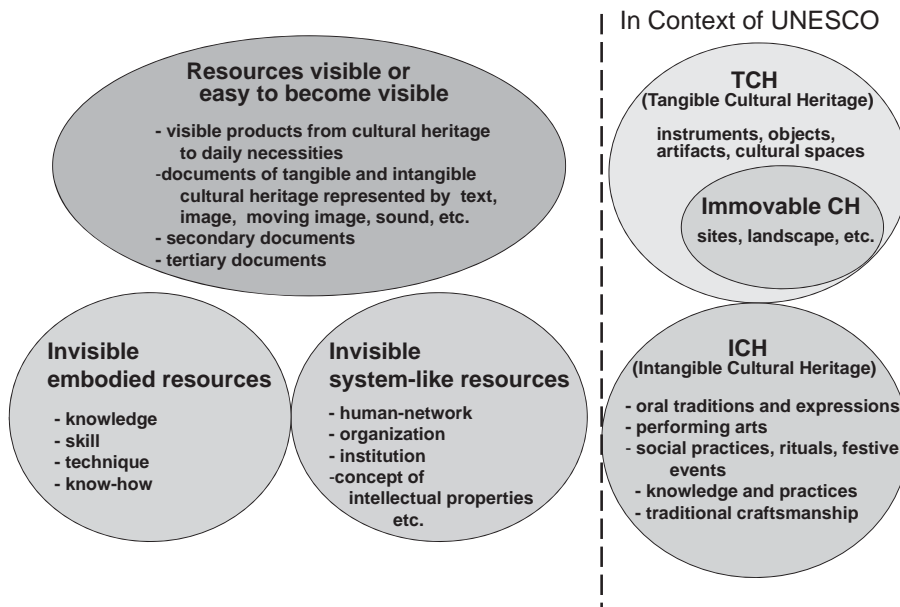 In Context of UNESCO
Resources visible or
easy to become visible
- visible products from cultural heritage
to daily necessities
-documents of tangible and intangible
cultural heritage represented by text,
image, moving image, sound, etc.
- secondary documents
- tertiary documents
Invisible
embodied resources
- knowledge
- skill
- technique
- know-how
Invisible
system-like resources
- human-network
- organization
- institution
-concept of
intellectual properties
etc.
TCH
(Tangible Cultural Heritage)
instruments, objects,
artifacts, cultural spaces
Immovable CH
sites, landscape, etc.
ICH
(Intangible Cultural Heritage)
- oral traditions and expressions
- performing arts
- social practices, rituals, festive
events
- knowledge and practices
- traditional craftsmanship